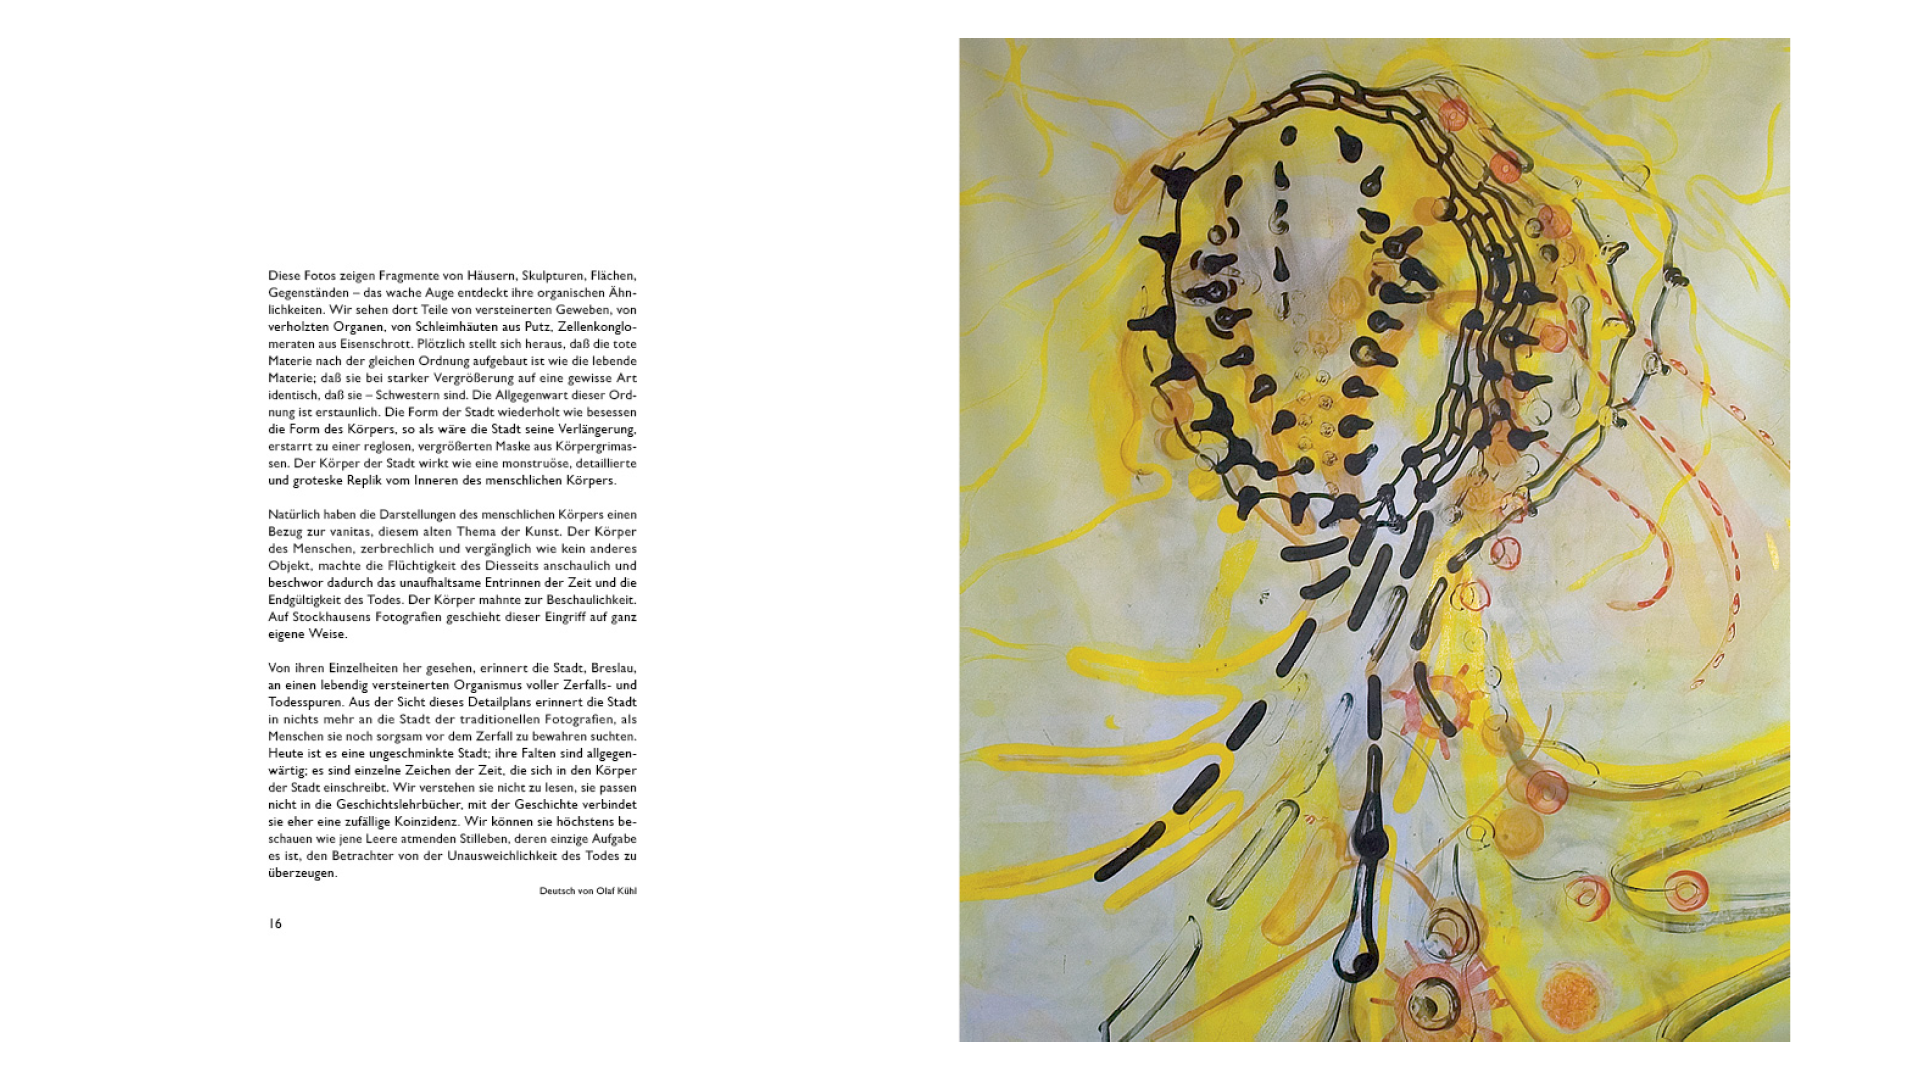 Diese Fotos zeigen Fragmente von Häusern, Skulpturen, Flächen,
Gegenständen – das wache Auge entdeckt ihre organischen Ähn-
lichkeiten. Wir sehen dort Teile von versteinerten Geweben, von
verholzten Organen, von Schleimhäuten aus Putz, Zellenkonglo-
meraten aus Eisenschrott. Plötzlich stellt sich heraus, daß die tote
Materie nach der gleichen Ordnung aufgebaut ist wie die lebende
Materie; daß sie bei starker Vergrößerung auf eine gewisse Art
identisch, daß sie – Schwestern sind. Die Allgegenwart dieser Ord-
nung ist erstaunlich. Die Form der Stadt wiederholt wie besessen
die Form des Körpers, so als wäre die Stadt seine Verlängerung,
erstarrt zu einer reglosen, vergrößerten Maske aus Körpergrimas-
sen. Der Körper der Stadt wirkt wie eine monstruöse, detaillierte
und groteske Replik vom Inneren des menschlichen Körpers.
Natürlich haben die Darstellungen des menschlichen Körpers einen
Bezug zur vanitas, diesem alten Thema der Kunst. Der Körper
des Menschen, zerbrechlich und vergänglich wie kein anderes
Objekt, machte die Flüchtigkeit des Diesseits anschaulich und
beschwor dadurch das unaufhaltsame Entrinnen der Zeit und die
Endgültigkeit des Todes. Der Körper mahnte zur Beschaulichkeit.
Auf Stockhausens Fotografien geschieht dieser Eingriff auf ganz
eigene Weise.
Von ihren Einzelheiten her gesehen, erinnert die Stadt, Breslau,
an einen lebendig versteinerten Organismus voller Zerfalls- und
Todesspuren. Aus der Sicht dieses Detailplans erinnert die Stadt
in nichts mehr an die Stadt der traditionellen Fotografien, als
Menschen sie noch sorgsam vor dem Zerfall zu bewahren suchten.
Heute ist es eine ungeschminkte Stadt; ihre Falten sind allgegen-
wärtig; es sind einzelne Zeichen der Zeit, die sich in den Körper
der Stadt einschreibt. Wir verstehen sie nicht zu lesen, sie passen
nicht in die Geschichtslehrbücher, mit der Geschichte verbindet
sie eher eine zufällige Koinzidenz. Wir können sie höchstens be-
schauen wie jene Leere atmenden Stilleben, deren einzige Aufgabe
es ist, den Betrachter von der Unausweichlichkeit des Todes zu
überzeugen.
Deutsch von Olaf Kühl
16